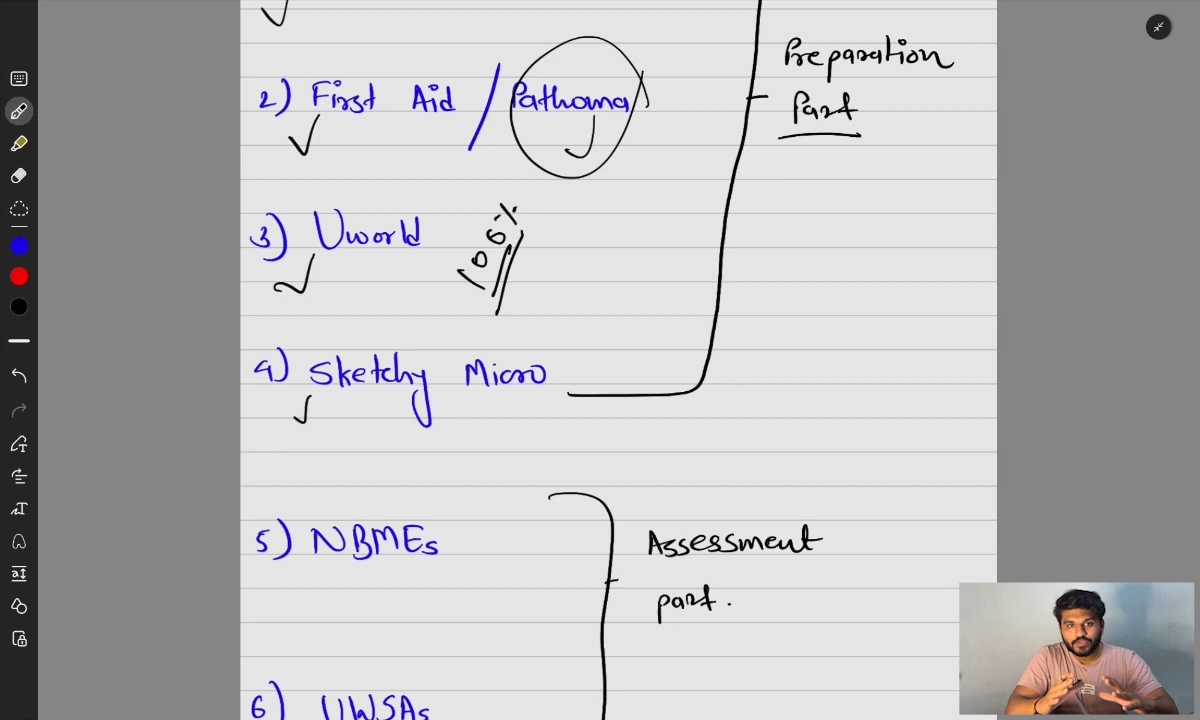 Preparation
Part
2) First Aid / Pathoma
3) Uworld 100%
4) Sketchy Micro
5) NBMEs
Assessment
part.
6) UWSAs